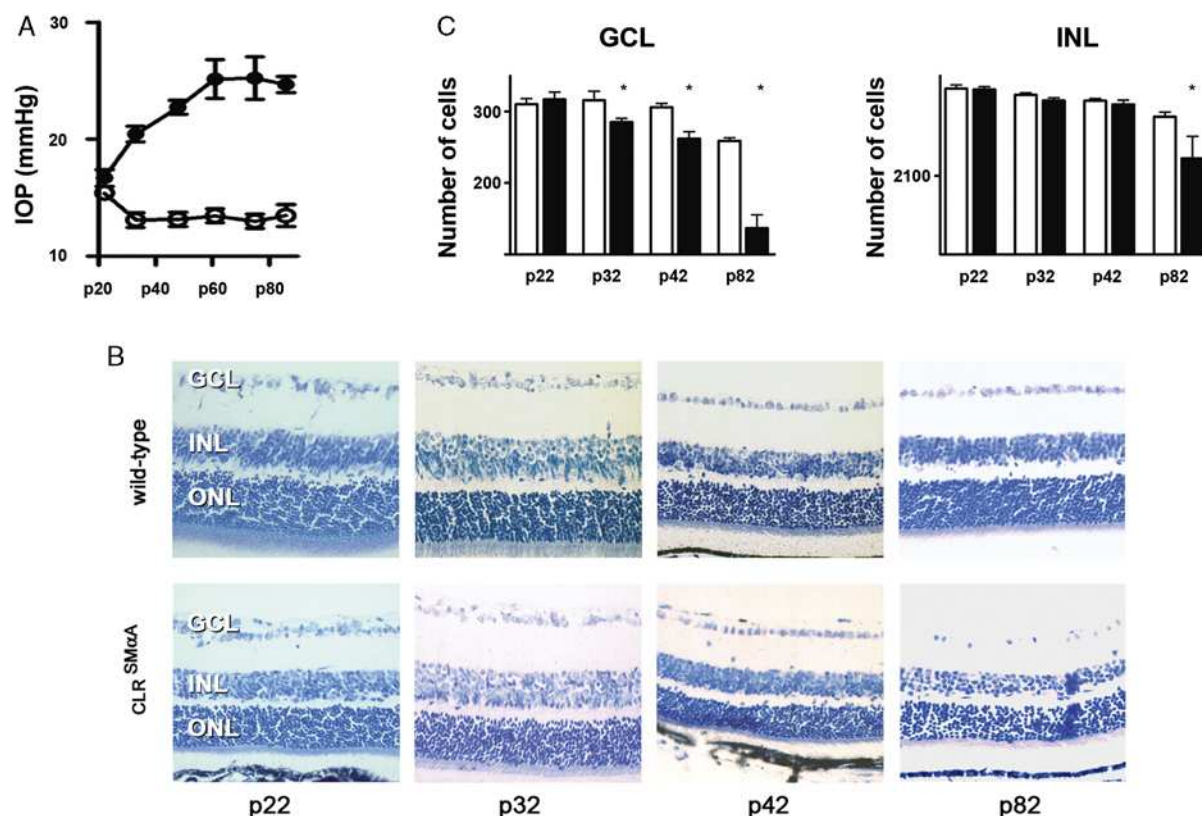 A
30
20
10
IOP (mmHg)
p20 p40 p60 p80
C
GCL
Number of cells
300
200
* * *
p22 p32 p42 p82
INL
Number of cells
2100
*
p22 p32 p42 p82
B
wild-type
GCL
INL
ONL
CLR SMαA
GCL
INL
ONL
p22 p32 p42 p82